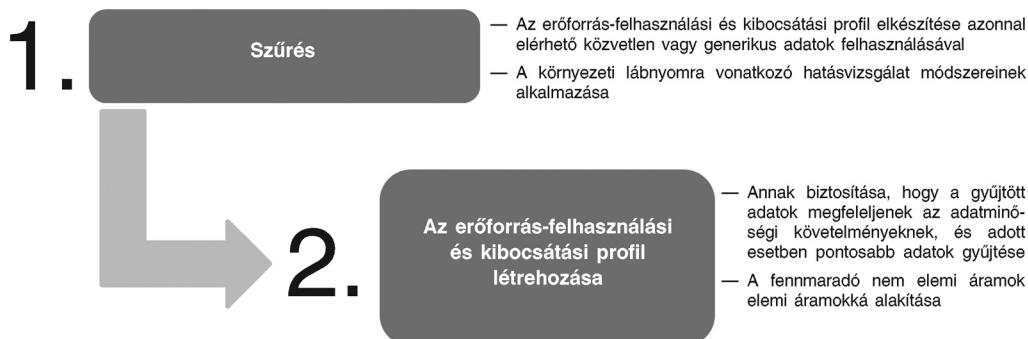 1.
Szűrés
— Az erőforrás-felhasználási és kibocsátási profil elkészítése azonnal
elérhető közvetlen vagy generikus adatok felhasználásával
— A környezeti lábnyomra vonatkozó hatásvizsgálat módszereinek
alkalmazása
2.
Az erőforrás-felhasználási
és kibocsátási profil
létrehozása
— Annak biztosítása, hogy a gyűjtött
adatok megfeleljenek az adatminő-
ségi követelményeknek, és adott
esetben pontosabb adatok gyűjtése
— A fennmaradó nem elemi áramok
elemi áramokká alakítása